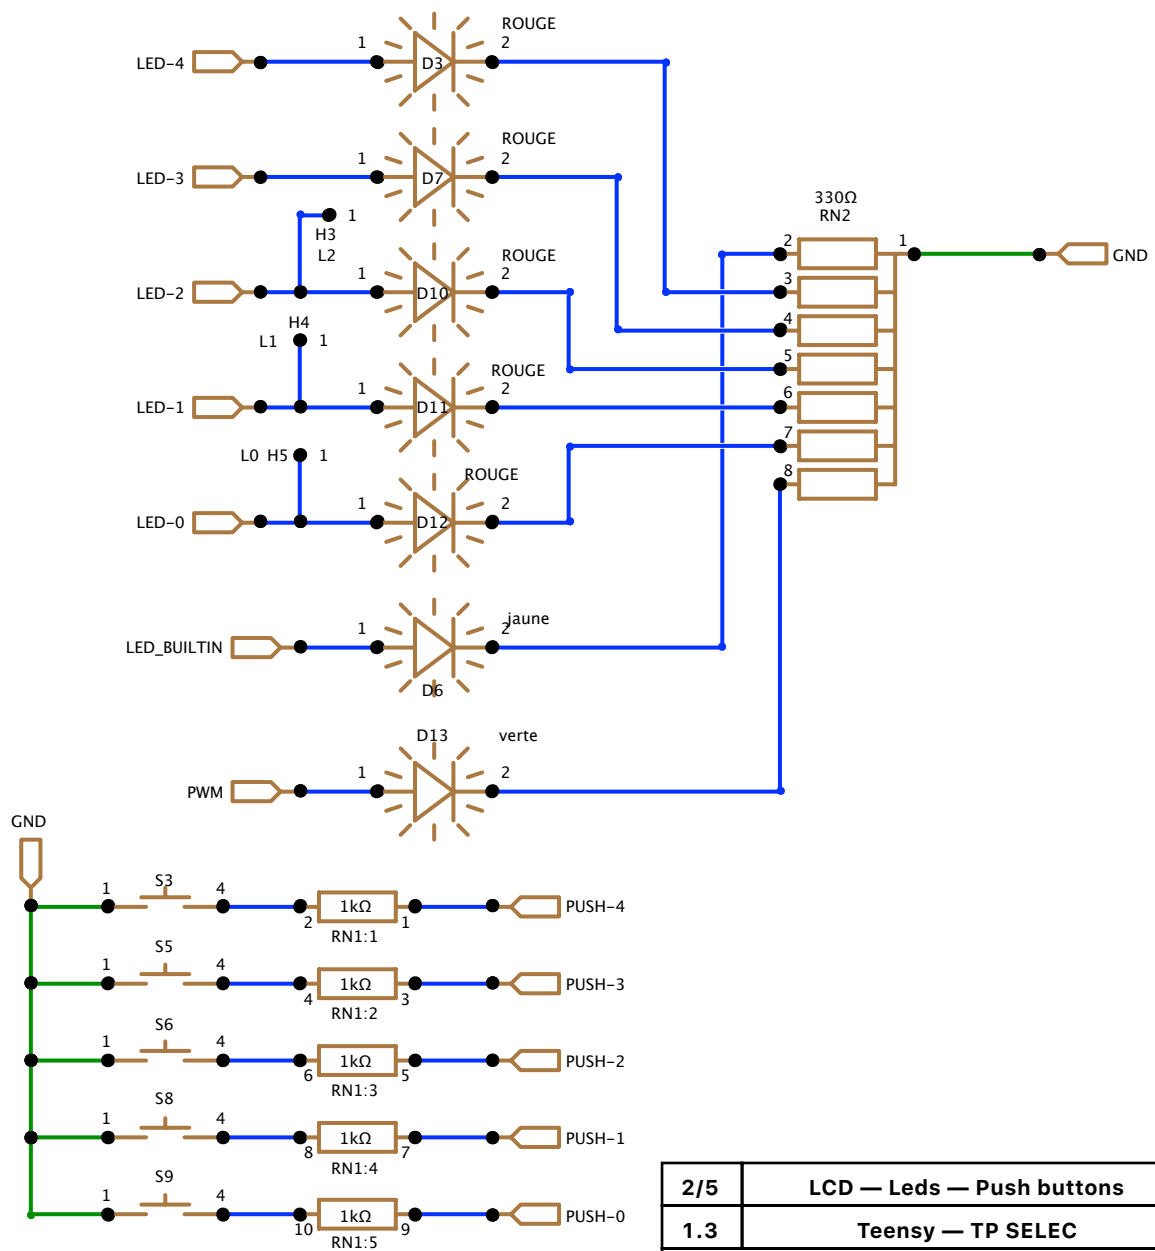 ROUGE
1 2
LED-4 D3
ROUGE
1 2
LED-3 D7
330Ω
RN2
1
H3
L2
2 1
GND
ROUGE
1 2
3
LED-2 D10
H4
L1 1
4
5
ROUGE
1 2
6
LED-1 D11
7
L0 H5 1
8
ROUGE
1 2
LED-0 D12
jaune
1 2
LED_BUILTIN
D6
D13 verte
1 2
PWM
GND
S3
1 4
1kΩ PUSH-4
2 1
RN1:1
S5
1 4
1kΩ PUSH-3
4 3
RN1:2
S6
1 4
1kΩ PUSH-2
6 5
RN1:3
S8
1 4
1kΩ PUSH-1
8 7
RN1:4
S9
1 4
1kΩ PUSH-0
10 9
RN1:5
2/5 LCD — Leds — Push buttons
1.3 Teensy — TP SELEC